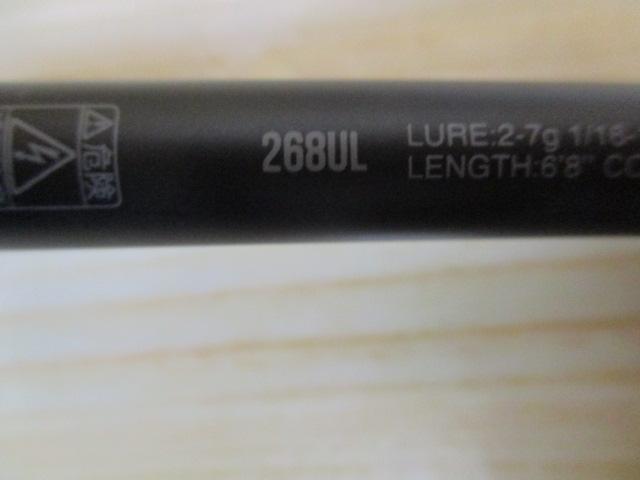 ⚠危険
268UL
LURE:2-7g 1/16-
LENGTH:6'8"